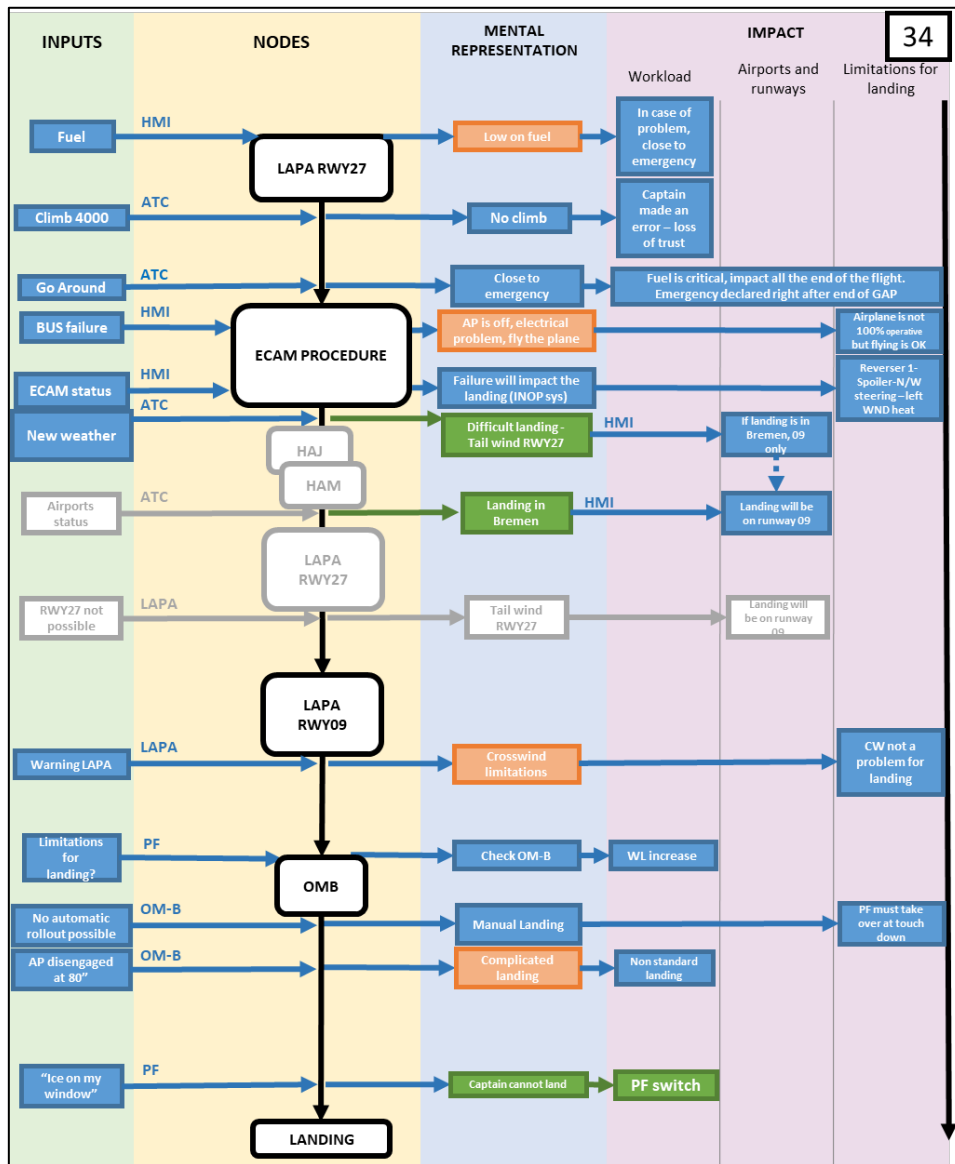 34
INPUTS
NODES
MENTAL
REPRESENTATION
IMPACT
Workload
Airports and
runways
Limitations for
landing
Fuel
HMI
LAPA RWY27
Low on fuel
In case of
problem,
close to
emergency
Climb 4000
ATC
No climb
Captain
made an
error – loss
of trust
Go Around
ATC
Close to
emergency
Fuel is critical, impact all the end of the flight.
Emergency declared right after end of GAP
BUS failure
HMI
ECAM PROCEDURE
AP is off, electrical
problem, fly the plane
Airplane is not
100% operative
but flying is OK
ECAM status
HMI
Failure will impact the
landing (INOP sys)
Reverser 1-
Spoiler-N/W
steering – left
WND heat
New weather
ATC
Difficult landing -
Tail wind RWY27
HMI
If landing is in
Bremen, 09
only
HAJ
HAM
Airports
status
ATC
Landing in
Bremen
HMI
Landing will be
on runway 09
LAPA
RWY27
RWY27 not
possible
LAPA
Tail wind
RWY27
Landing will
be on runway
09
LAPA
RWY09
Warning LAPA
LAPA
Crosswind
limitations
CW not a
problem for
landing
Limitations
for
landing?
PF
OMB
Check OM-B
WL increase
No automatic
rollout possible
OM-B
Manual Landing
PF must take
over at touch
down
AP disengaged
at 80”
OM-B
Complicated
landing
Non standard
landing
“Ice on my
window”
PF
Captain cannot land
PF switch
LANDING